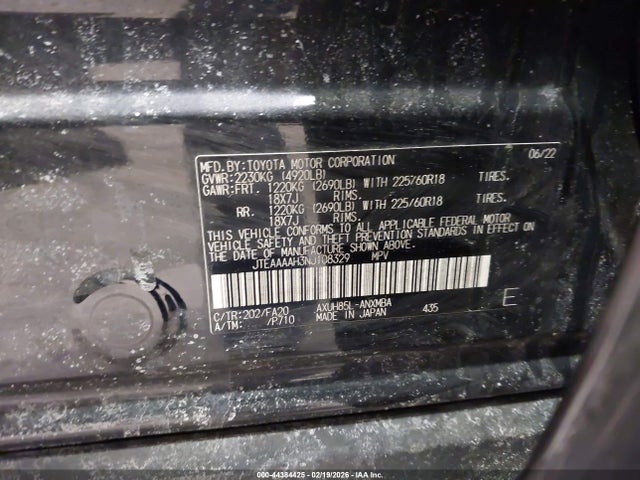 MFD.BY:TOYOTA MOTOR CORPORATION 06/22
GVWR:2230KG (4920LB)
GAWR:FRT. 1220KG (2690LB) WITH 225/60R18 TIRES.
18X7J RIMS.
RR. 1220KG (2690LB) WITH 225/60R18 TIRES.
18X7J RIMS.
THIS VEHICLE CONFORMS TO ALL APPLICABLE FEDERAL MOTOR
VEHICLE SAFETY AND THEFT PREVENTION STANDARDS IN EFFECT ON
THE DATE OF MANUFACTURE SHOWN ABOVE.
JTEAAAAH3NJ108329 MPV
C/TR:202/FA20 AXUH85L-ANXMBA 435 E
A/TM: /P710 MADE IN JAPAN
000-44384425 - 02/19/2026 - IAAI.com